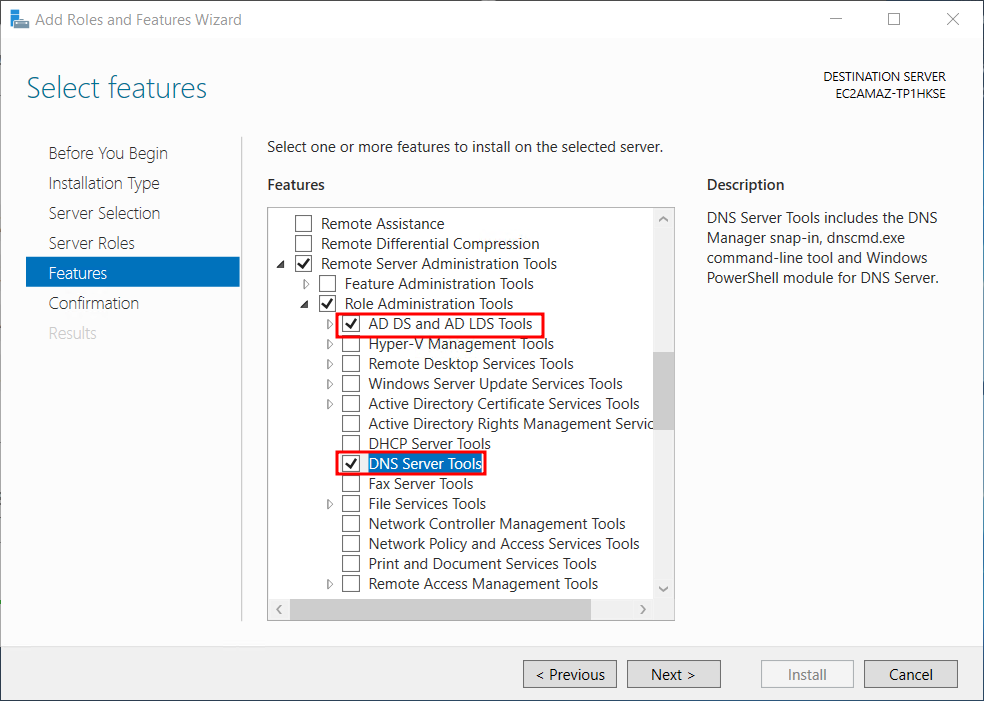 Add Roles and Features Wizard
Select features
DESTINATION SERVER
EC2AMAZ-TP1HKSE
Before You Begin
Installation Type
Server Selection
Server Roles
Features
Confirmation
Results
Select one or more features to install on the selected server.
Features
Remote Assistance
Remote Differential Compression
Remote Server Administration Tools
Feature Administration Tools
Role Administration Tools
AD DS and AD LDS Tools
Hyper-V Management Tools
Remote Desktop Services Tools
Windows Server Update Services Tools
Active Directory Certificate Services Tools
Active Directory Rights Management Servic
DHCP Server Tools
DNS Server Tools
Fax Server Tools
File Services Tools
Network Controller Management Tools
Network Policy and Access Services Tools
Print and Document Services Tools
Remote Access Management Tools
Description
DNS Server Tools includes the DNS
Manager snap-in, dnscmd.exe
command-line tool and Windows
PowerShell module for DNS Server.
< Previous
Next >
Install
Cancel